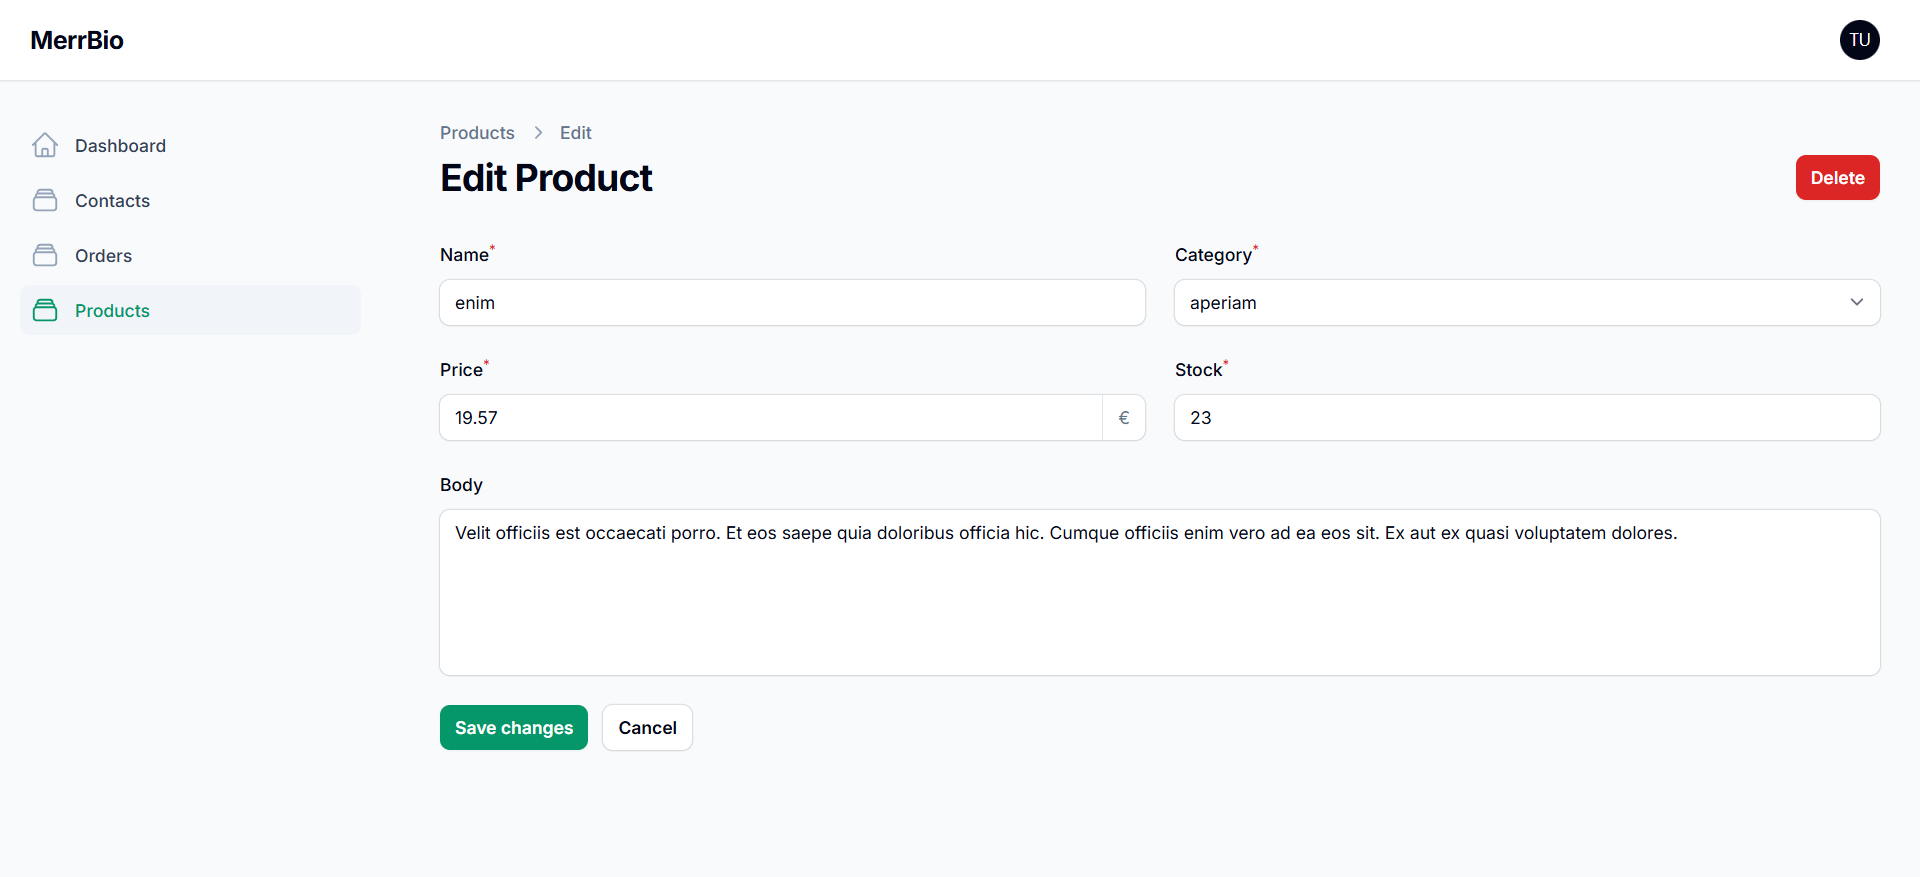 MerrBio
TU
Dashboard
Contacts
Orders
Products
Products > Edit
Edit Product
Delete
Name*
enim
Category*
aperiam
Price*
19.57 €
Stock*
23
Body
Velit officiis est occaecati porro. Et eos saepe quia doloribus officia hic. Cumque officiis enim vero ad ea eos sit. Ex aut ex quasi voluptatem dolores.
Save changes
Cancel